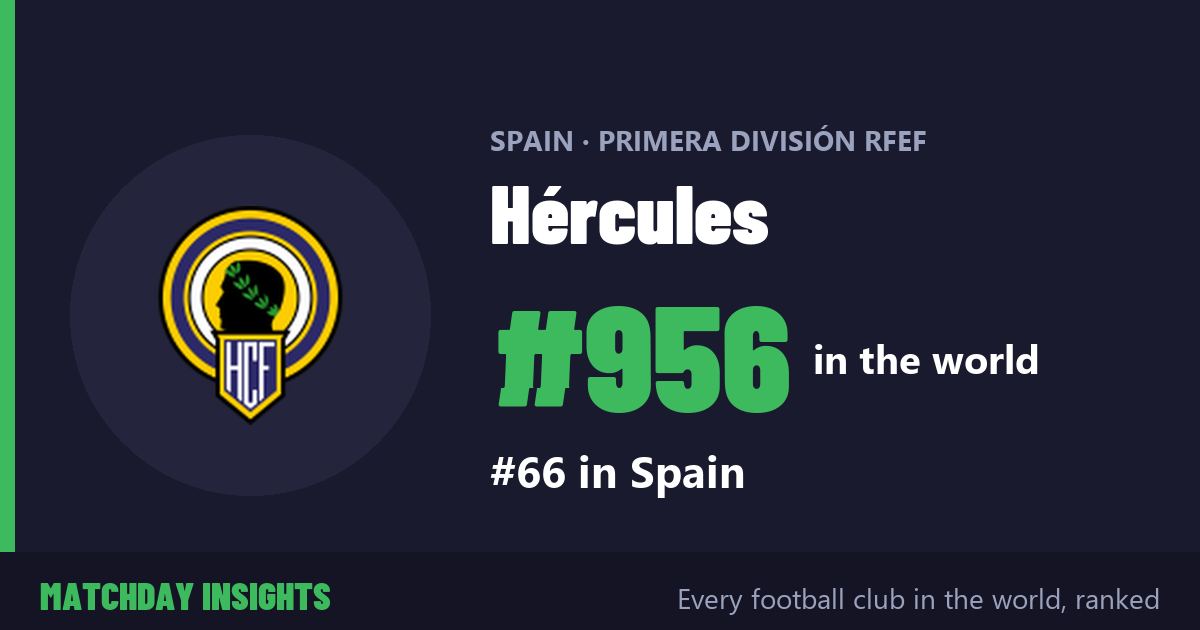 SPAIN · PRIMERA DIVISIÓN RFEF
Hércules
#956 in the world
#66 in Spain
HCF
MATCHDAY INSIGHTS
Every football club in the world, ranked